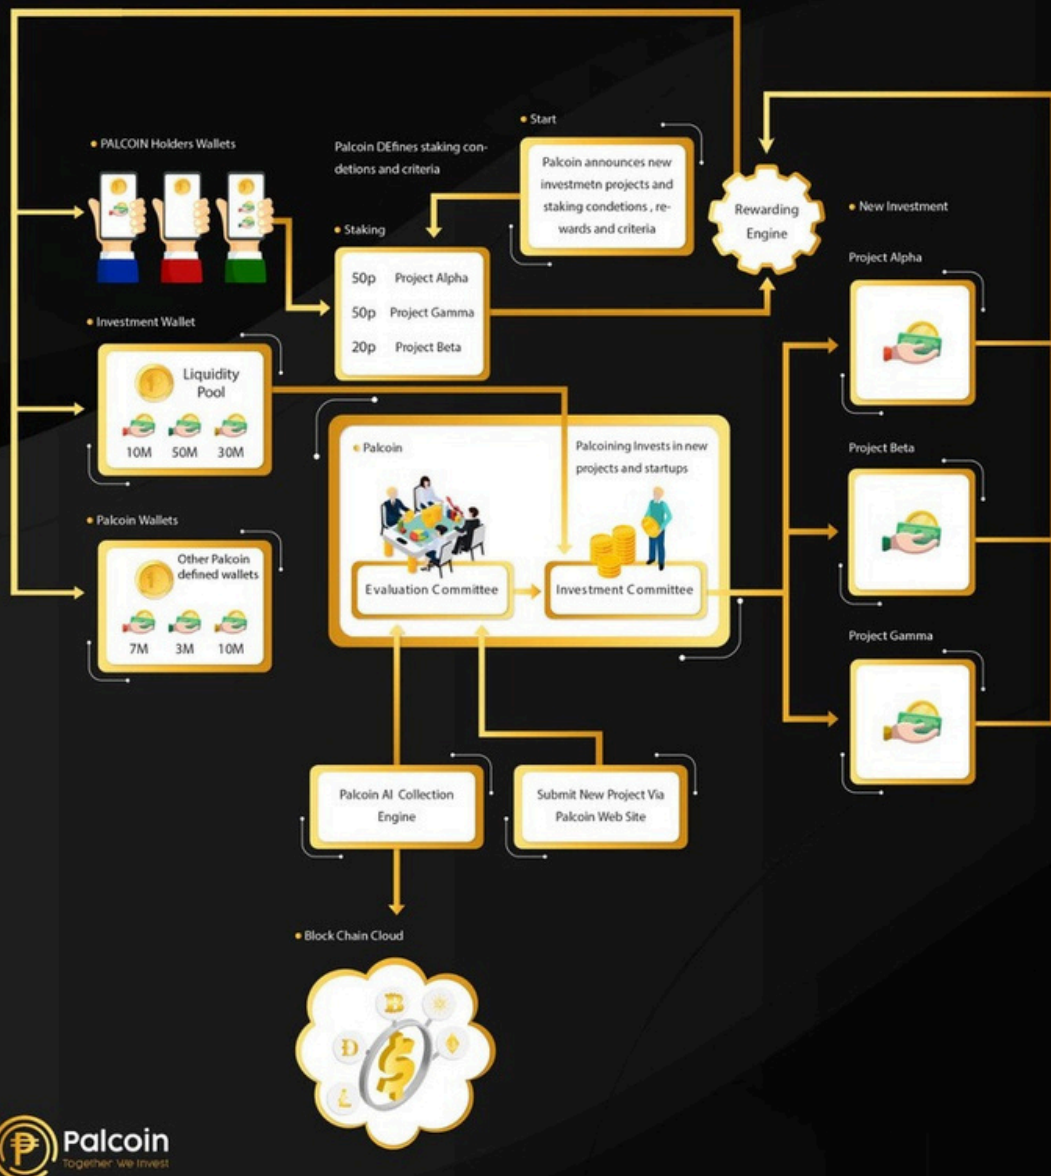 Start
PALCOIN Holders Wallets
Palcoin DEfines staking con-
detions and criteria
Palcoin announces new
investmetn projects and
staking condetions , re-
wards and criteria
Rewarding
Engine
New Investment
Staking
50p Project Alpha
50p Project Gamma
20p Project Beta
Project Alpha
Investment Wallet
Liquidity
Pool
10M 50M 30M
Palcoin
Palcoining Invests in new
projects and startups
Evaluation Committee
Investment Committee
Project Beta
Palcoin Wallets
Other Palcoin
defined wallets
7M 3M 10M
Project Gamma
Palcoin AI Collection
Engine
Submit New Project Via
Palcoin Web Site
Block Chain Cloud
Palcoin
Together We Invest